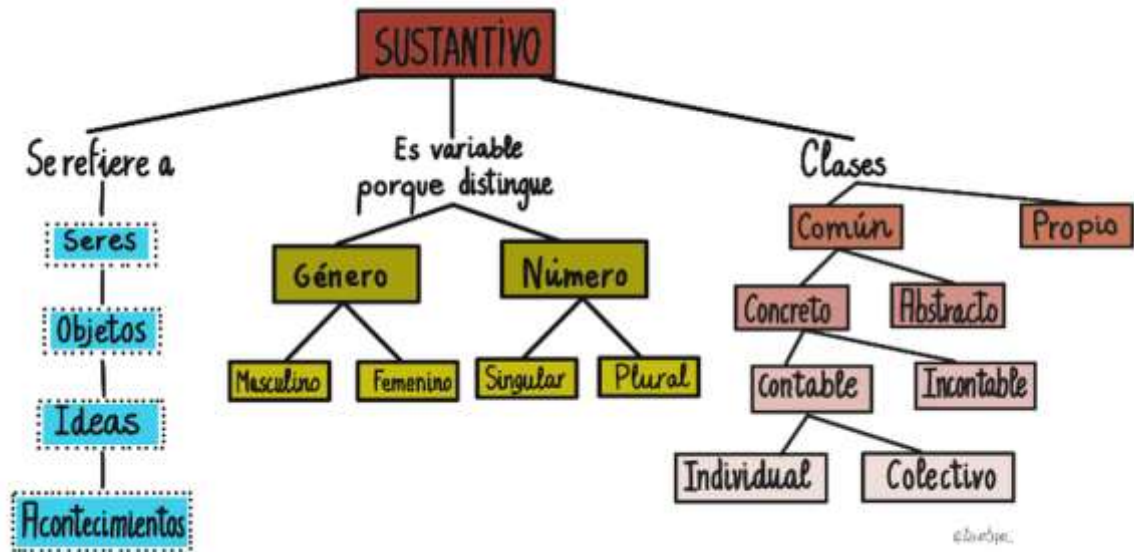 SUSTANTIVO
Se refiere a
Seres
Objetos
Ideas
Acontecimientos
Es variable
porque distingue
Género
Número
Masculino
Femenino
Singular
Plural
Clases
Común
Propio
Concreto
Abstracto
Contable
Incontable
Individual
Colectivo